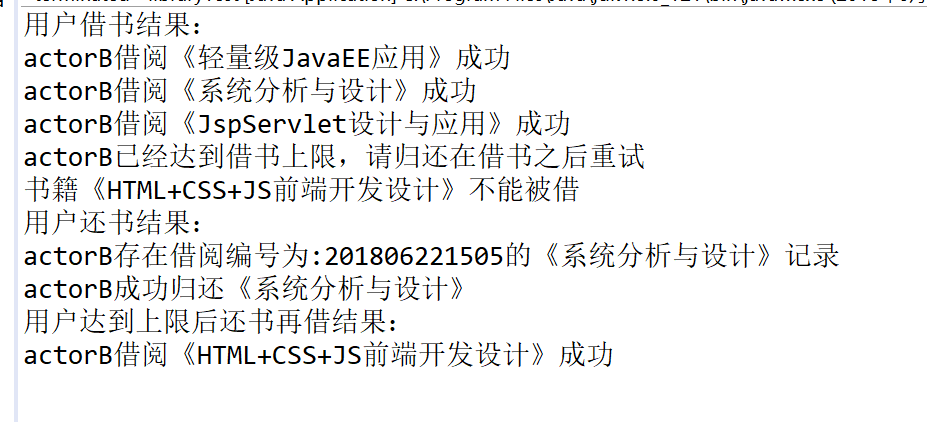 用户借书结果：
actorB借阅《轻量级JavaEE应用》成功
actorB借阅《系统分析与设计》成功
actorB借阅《JspServlet设计与应用》成功
actorB已经达到借书上限，请归还在借书之后重试
书籍《HTML+CSS+JS前端开发设计》不能被借
用户还书结果：
actorB存在借阅编号为:201806221505的《系统分析与设计》记录
actorB成功归还《系统分析与设计》
用户达到上限后还书再借结果：
actorB借阅《HTML+CSS+JS前端开发设计》成功